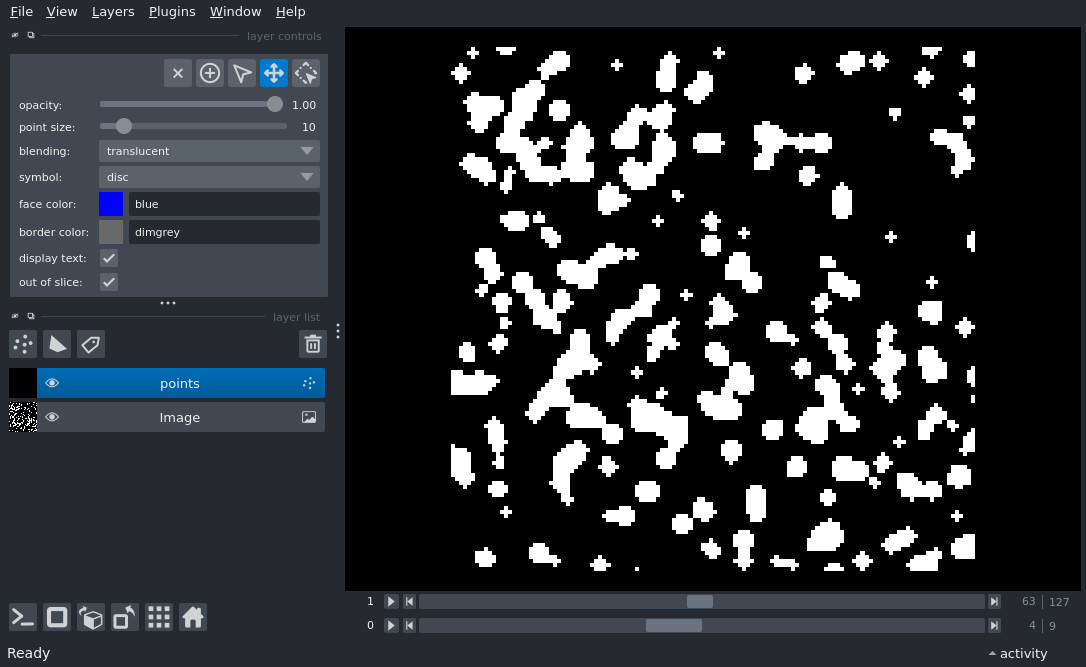 File View Layers Plugins Window Help
layer controls
opacity: 1.00
point size: 10
blending: translucent
symbol: disc
face color: blue
border color: dimgrey
display text:
out of slice:
layer list
points
Image
1 63 127
0 4 9
Ready activity